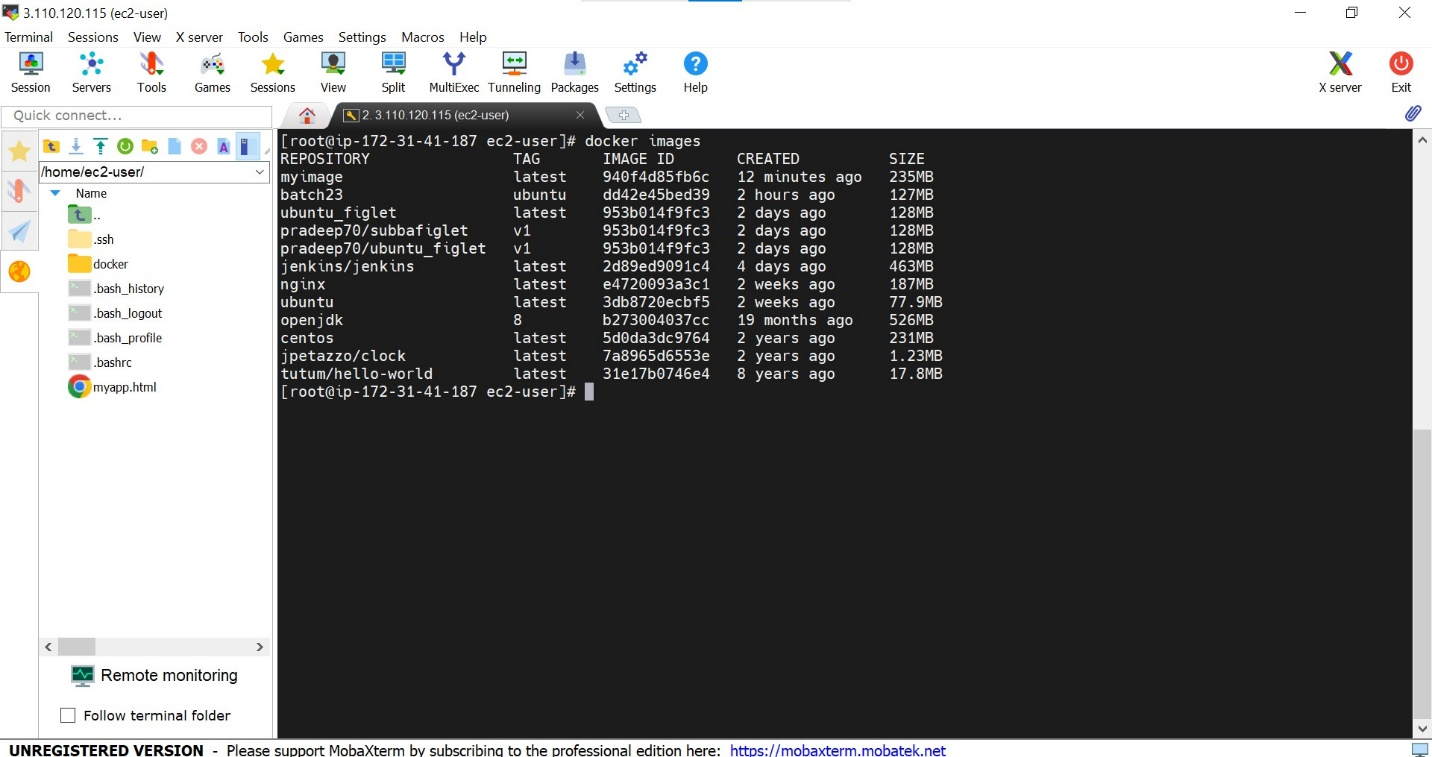 3.110.120.115 (ec2-user)
Terminal Sessions View X server Tools Games Settings Macros Help
Session Servers Tools Games Sessions View Split MultiExec Tunneling Packages Settings Help X server Exit
Quick connect...
2. 3.110.120.115 (ec2-user)
/home/ec2-user/
Name
..
.ssh
docker
.bash_history
.bash_logout
.bash_profile
.bashrc
myapp.html
Remote monitoring
Follow terminal folder
[root@ip-172-31-41-187 ec2-user]# docker images
REPOSITORY TAG IMAGE ID CREATED SIZE
myimage latest 940f4d85fb6c 12 minutes ago 235MB
batch23 ubuntu dd42e45bed39 2 hours ago 127MB
ubuntu_figlet latest 953b014f9fc3 2 days ago 128MB
pradeep70/subbafiglet v1 953b014f9fc3 2 days ago 128MB
pradeep70/ubuntu_figlet v1 953b014f9fc3 2 days ago 128MB
jenkins/jenkins latest 2d89ed9091c4 4 days ago 463MB
nginx latest e4720093a3c1 2 weeks ago 187MB
ubuntu latest 3db8720ecbf5 2 weeks ago 77.9MB
openjdk 8 b273004037cc 19 months ago 526MB
centos latest 5d0da3dc9764 2 years ago 231MB
jpetazzo/clock latest 7a8965d6553e 2 years ago 1.23MB
tutum/hello-world latest 31e17b0746e4 8 years ago 17.8MB
[root@ip-172-31-41-187 ec2-user]#
UNREGISTERED VERSION - Please support MobaXterm by subscribing to the professional edition here: https://mobaxterm.mobatek.net